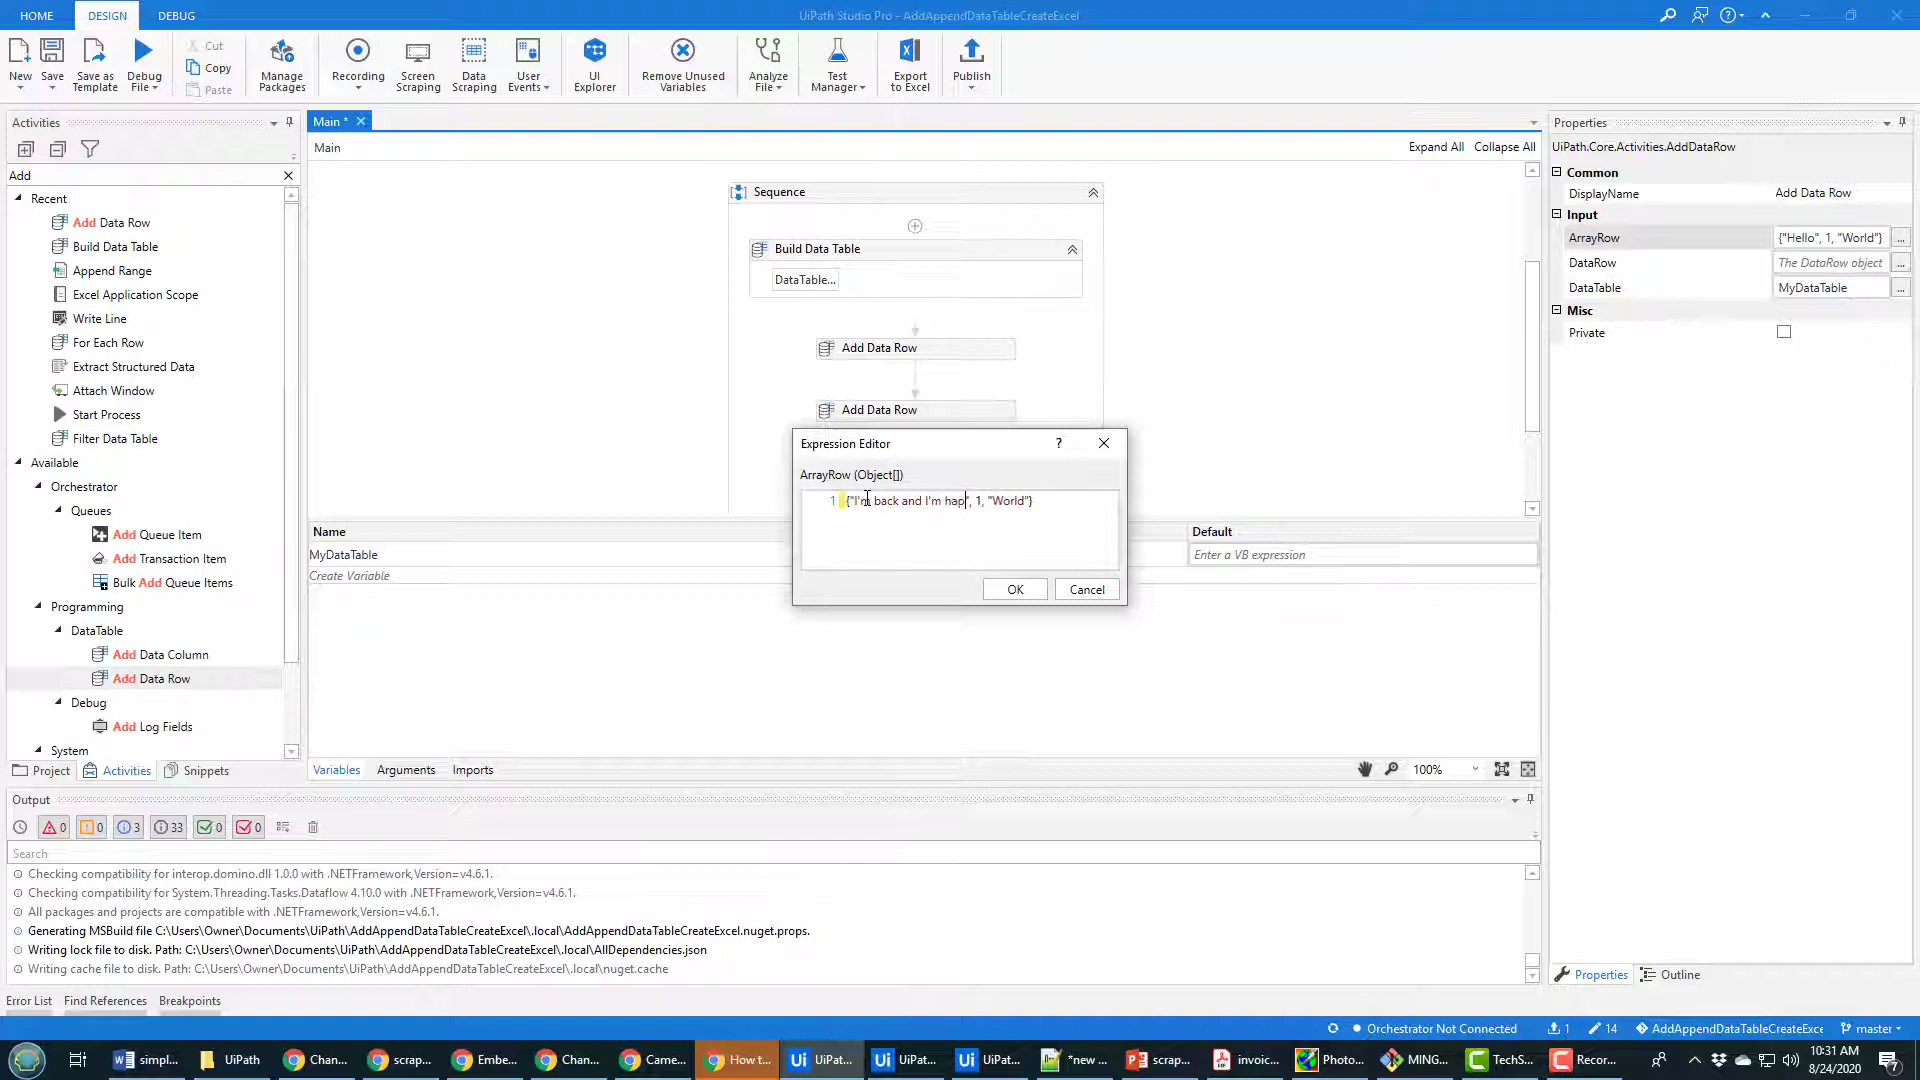 HOME DESIGN DEBUG UiPath Studio Pro - AddAppendDataTableCreateExcel
New Save Save as Template Debug File Cut Copy Paste Manage Packages Recording Screen Scraping Data Scraping User Events UI Explorer Remove Unused Variables Analyze File Test Manager Export to Excel Publish
Activities
Add
Recent
Add Data Row
Build Data Table
Append Range
Excel Application Scope
Write Line
For Each Row
Extract Structured Data
Attach Window
Start Process
Filter Data Table
Available
Orchestrator
Queues
Add Queue Item
Add Transaction Item
Bulk Add Queue Items
Programming
DataTable
Add Data Column
Add Data Row
Debug
Add Log Fields
System
Project Activities Snippets
Main *
Main Expand All Collapse All
Sequence
Build Data Table
DataTable...
Add Data Row
Add Data Row
Expression Editor ?
ArrayRow (Object[])
1 {"I'm back and I'm hap", 1, "World"}
OK Cancel
Name Default
MyDataTable Enter a VB expression
Create Variable
Variables Arguments Imports 100%
Properties
UiPath.Core.Activities.AddDataRow
Common
DisplayName Add Data Row
Input
ArrayRow {"Hello", 1, "World"} ...
DataRow The DataRow object ...
DataTable MyDataTable ...
Misc
Private
Properties Outline
Output
0 0 3 33 0 0
Search
Checking compatibility for interop.domino.dll 1.0.0 with .NETFramework,Version=v4.6.1.
Checking compatibility for System.Threading.Tasks.Dataflow 4.10.0 with .NETFramework,Version=v4.6.1.
All packages and projects are compatible with .NETFramework,Version=v4.6.1.
Generating MSBuild file C:\Users\Owner\Documents\UiPath\AddAppendDataTableCreateExcel\.local\AddAppendDataTableCreateExcel.nuget.props.
Writing lock file to disk. Path: C:\Users\Owner\Documents\UiPath\AddAppendDataTableCreateExcel\.local\AllDependencies.json
Writing cache file to disk. Path: C:\Users\Owner\Documents\UiPath\AddAppendDataTableCreateExcel\.local\nuget.cache
Error List Find References Breakpoints
Orchestrator Not Connected 1 14 AddAppendDataTableCreateExce master
simpl... UiPath Chan... scrap... Embe... Chan... Came... How t... UiPat... UiPat... UiPat... *new ... scrap... invoic... Photo... MING... TechS... Recor... 10:31 AM
8/24/2020 7